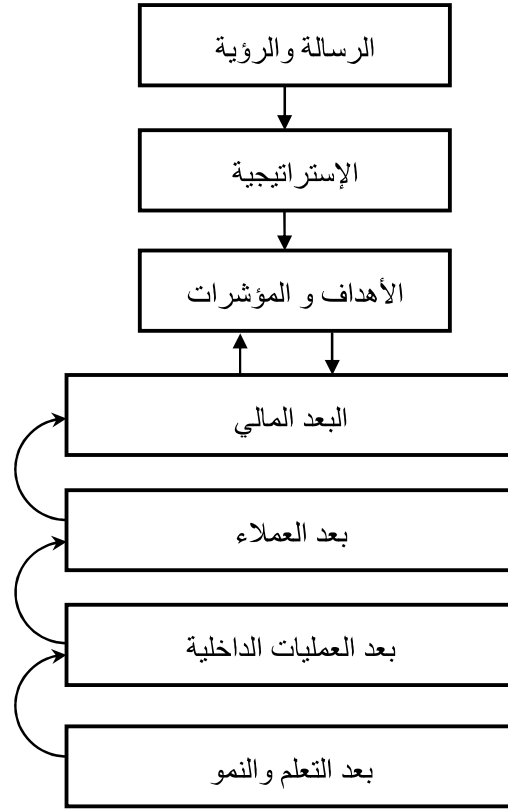 الرسالة والرؤية
الإستراتيجية
الأهداف و المؤشرات
البعد المالي
بعد العملاء
بعد العمليات الداخلية
بعد التعلم والنمو